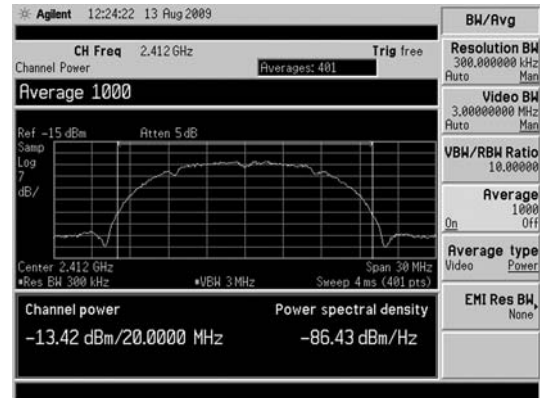 Agilent 12:24:22 13 Aug 2009
CH Freq 2.412 GHz Trig free
Channel Power Averages: 401
Average 1000
Ref -15 dBm Atten 5 dB
Samp
Log
7
dB/
Center 2.412 GHz Span 30 MHz
Res BW 300 kHz VBW 3 MHz Sweep 4 ms (401 pts)
Channel power Power spectral density
-13.42 dBm/20.0000 MHz -86.43 dBm/Hz
BW/Avg
Resolution BW
300.000000 kHz
Auto Man
Video BW
3.00000000 MHz
Auto Man
VBW/RBW Ratio
10.00000
Average
1000
On Off
Average type
Video Power
EMI Res BW
None